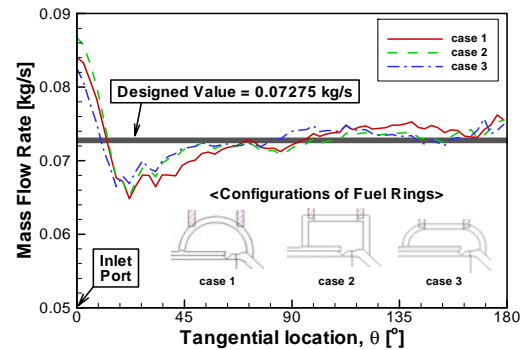 0.09
0.08
0.07
0.06
0.05
Mass Flow Rate [kg/s]
case 1
case 2
case 3
Designed Value = 0.07275 kg/s
<Configurations of Fuel Rings>
case 1
case 2
case 3
Inlet
Port
0
45
90
135
180
Tangential location, θ [°]